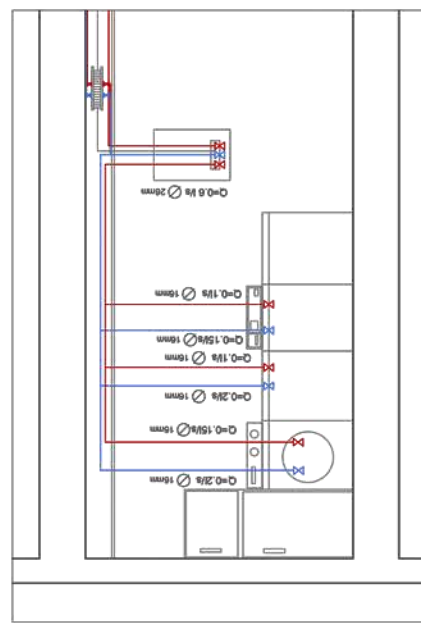 Q=0.2l/s ∅ 16mm
Q=0.15l/s ∅ 16mm
Q=0.2l/s ∅ 16mm
Q=0.1l/s ∅ 16mm
Q=0.15l/s ∅ 16mm
Q=0.1l/s ∅ 16mm
Q=0.6 l/s ∅ 26mm